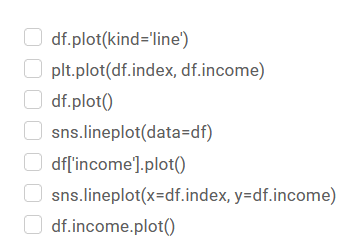 df.plot(kind='line')
plt.plot(df.index, df.income)
df.plot()
sns.lineplot(data=df)
df['income'].plot()
sns.lineplot(x=df.index, y=df.income)
df.income.plot()